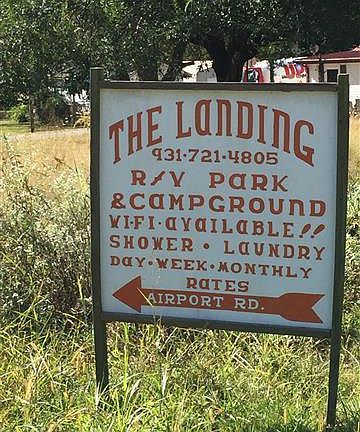 THE LANDING
931-721-4805
R/V PARK
& CAMPGROUND
WI-FI-AVAILABLE!!
SHOWER • LAUNDRY
DAY-WEEK-MONTHLY
RATES
AIRPORT RD.